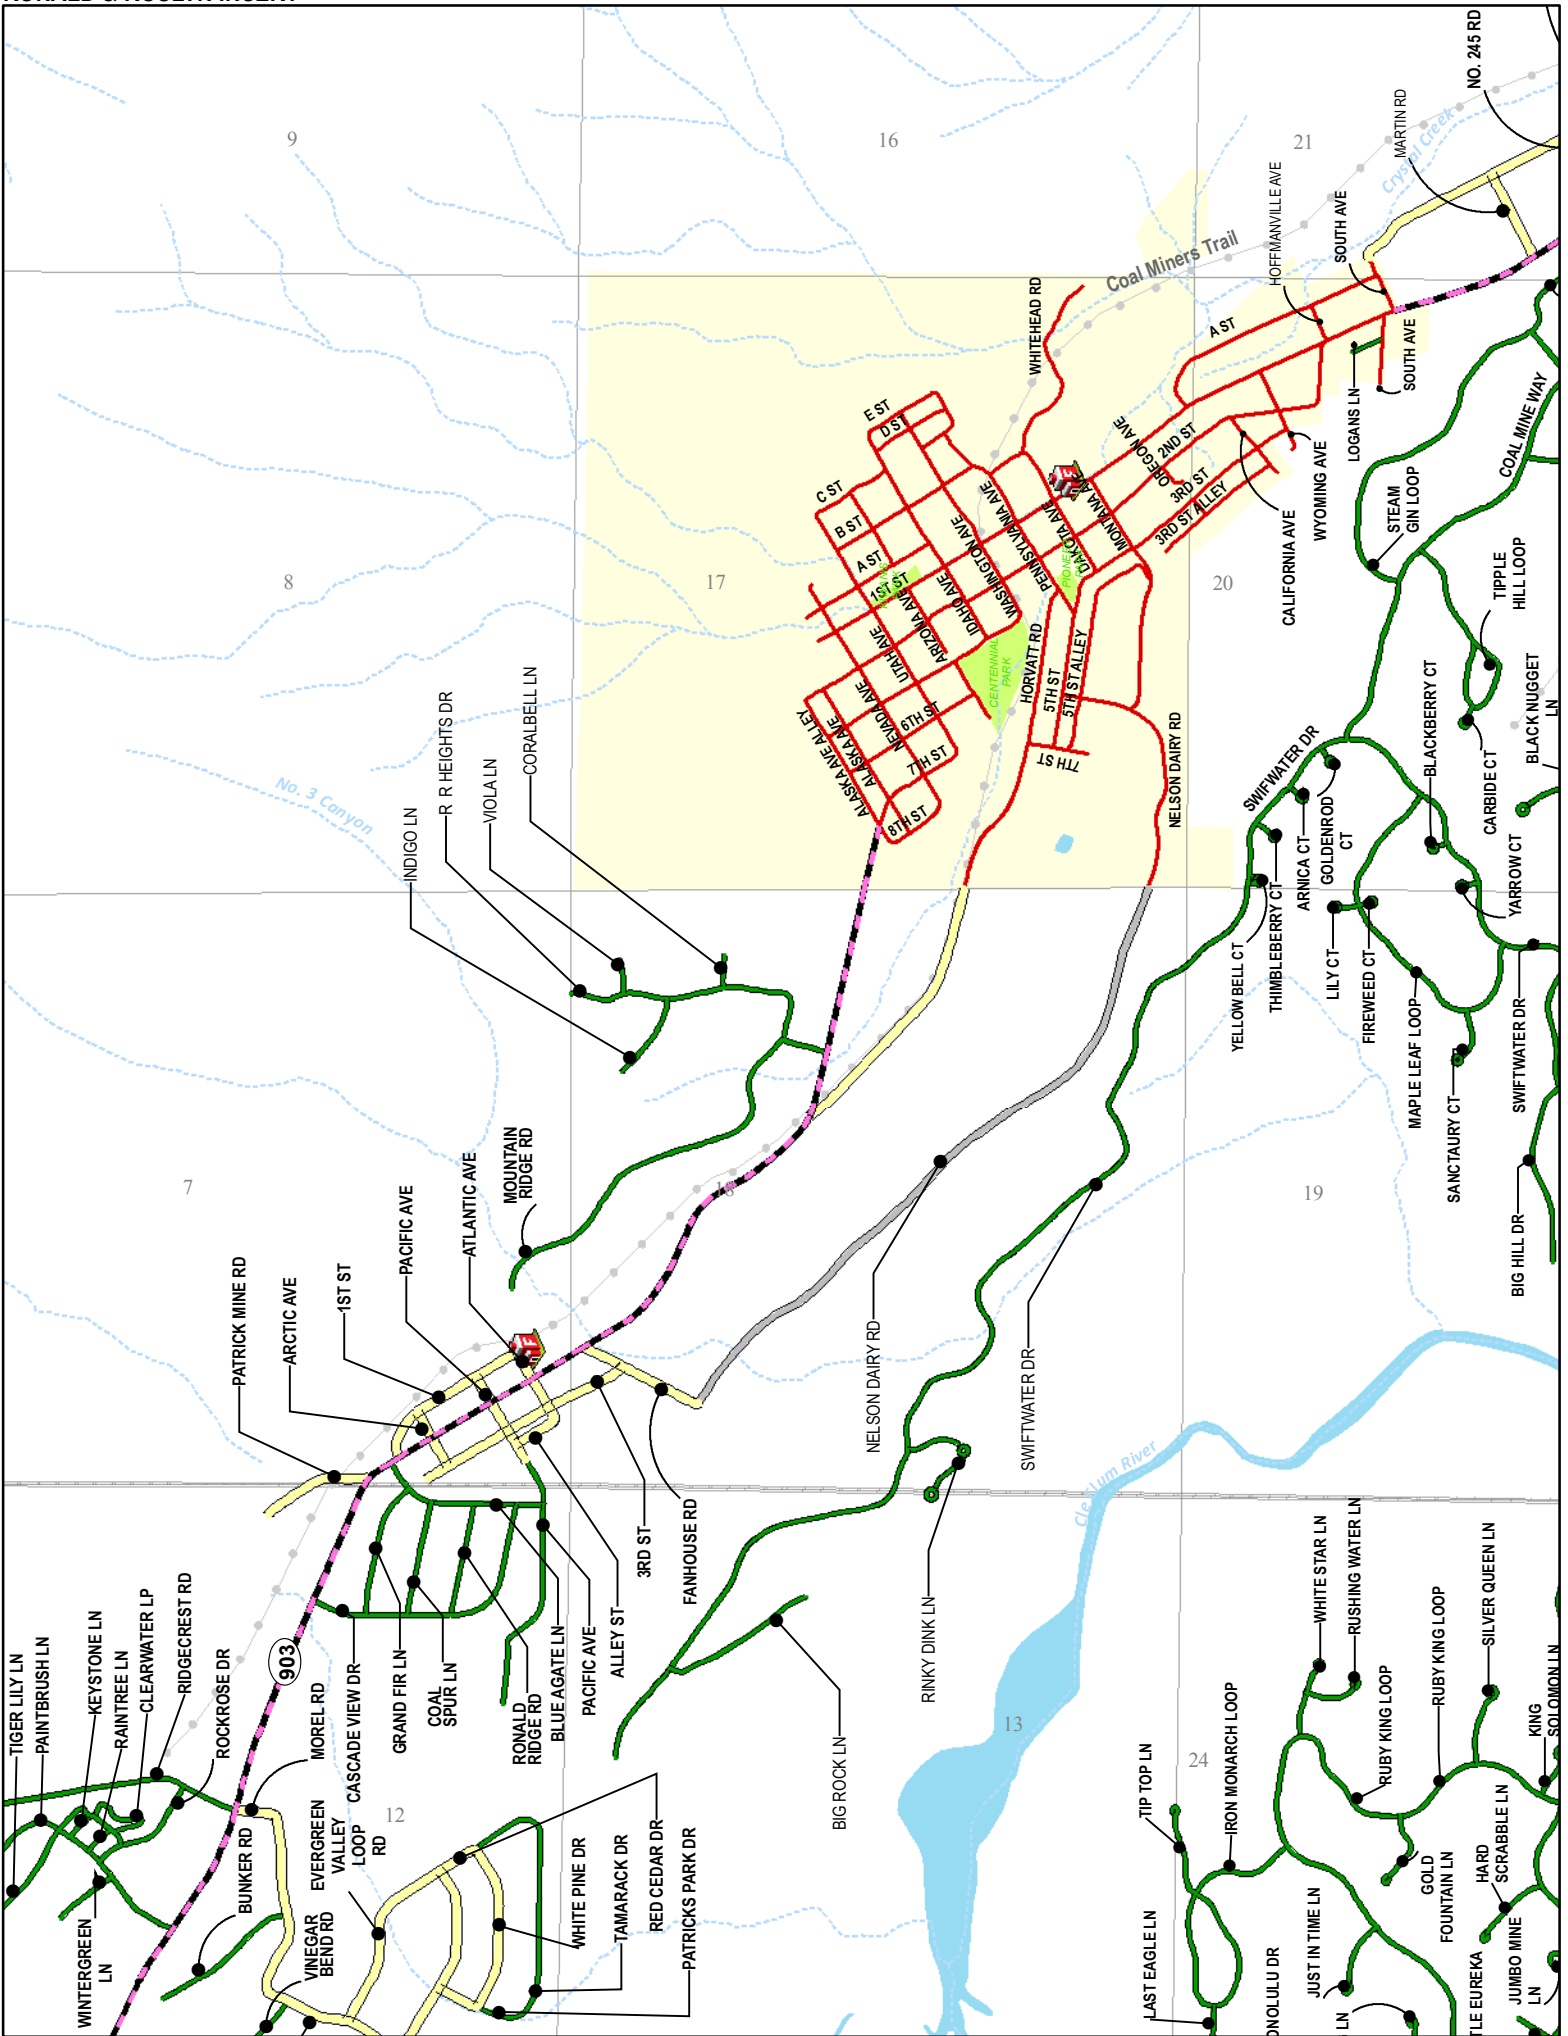 9
16
21
NO. 245 RD
MARTIN RD
Crystal Creek
HOFFMANVILLE AVE
SOUTH AVE
Coal Miners Trail
WHITEHEAD RD
A ST
LOGANS LN
SOUTH AVE
COAL MINE WAY
E ST
D ST
C ST
B ST
A ST
1ST ST
OREGON AVE
2ND ST
3RD ST
3RD ST ALLEY
WYOMING AVE
CALIFORNIA AVE
STEAM
GIN LOOP
TIPPLE
HILL LOOP
8
17
20
WASHINGTON AVE
PENNSYLVANIA AVE
DAKOTA AVE
MONTANA AVE
IDAHO AVE
ARIZONA AVE
UTAH AVE
NEVADA AVE
ALASKA AVE
ALASKA AVE ALLEY
6TH ST
7TH ST
8TH ST
CENTENNIAL
PARK
HORVATT RD
5TH ST
5TH ST ALLEY
7TH ST
NELSON DAIRY RD
No. 3 Canyon
INDIGO LN
R R HEIGHTS DR
VIOLA LN
CORALBELL LN
SWIFWATER DR
BLACKBERRY CT
CARBIDE CT
BLACK NUGGET
LN
ARNICA CT
GOLDENROD
CT
YELLOW BELL CT
THIMBLEBERRY CT
LILY CT
FIREWEED CT
YARROW CT
MAPLE LEAF LOOP
SANCTAURY CT
SWIFTWATER DR
BIG HILL DR
7
18
19
MOUNTAIN
RIDGE RD
ATLANTIC AVE
PACIFIC AVE
1ST ST
ARCTIC AVE
PATRICK MINE RD
NELSON DAIRY RD
SWIFTWATER DR
Cle Elum River
3RD ST
FANHOUSE RD
ALLEY ST
PACIFIC AVE
BLUE AGATE LN
RONALD
RIDGE RD
COAL
SPUR LN
GRAND FIR LN
CASCADE VIEW DR
MOREL RD
903
ROCKROSE DR
RIDGECREST RD
CLEARWATER LP
RAINTREE LN
KEYSTONE LN
PAINTBRUSH LN
TIGER LILY LN
RINKY DINK LN
BIG ROCK LN
12
13
24
WINTERGREEN
LN
BUNKER RD
VINEGAR
BEND RD
EVERGREEN
VALLEY
LOOP
RD
WHITE PINE DR
TAMARACK DR
RED CEDAR DR
PATRICKS PARK DR
WHITE STAR LN
RUSHING WATER LN
RUBY KING LOOP
RUBY KING LOOP
SILVER QUEEN LN
KING
SOLOMON LN
TIP TOP LN
IRON MONARCH LOOP
LAST EAGLE LN
ONOLULU DR
JUST IN TIME LN
GOLD
FOUNTAIN LN
HARD
SCRABBLE LN
TLE EUREKA
JUMBO MINE
LN
LN